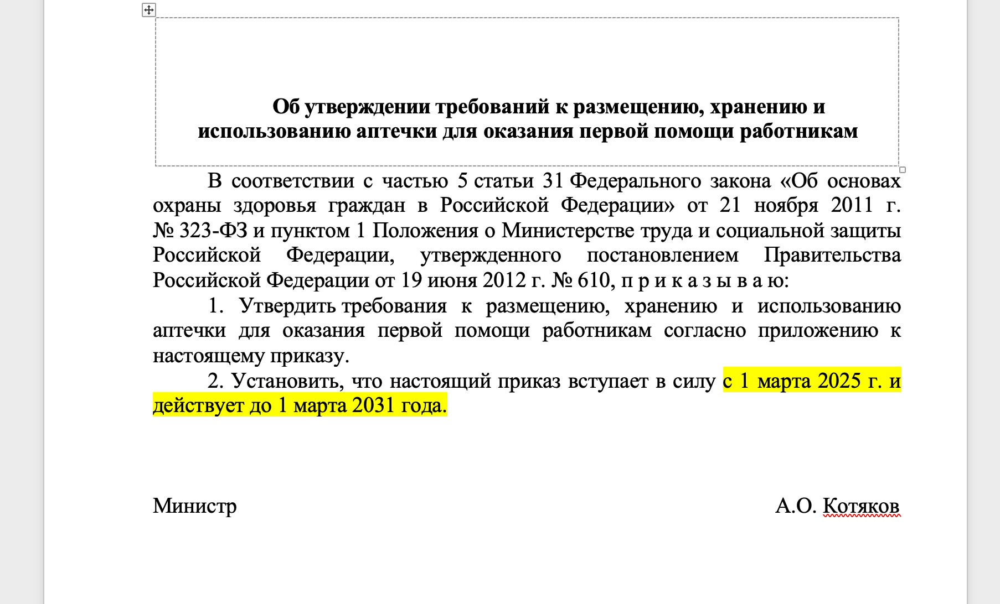 Об утверждении требований к размещению, хранению и
использованию аптечки для оказания первой помощи работникам
В соответствии с частью 5 статьи 31 Федерального закона «Об основах
охраны здоровья граждан в Российской Федерации» от 21 ноября 2011 г.
№ 323-ФЗ и пунктом 1 Положения о Министерстве труда и социальной защиты
Российской Федерации, утвержденного постановлением Правительства
Российской Федерации от 19 июня 2012 г. № 610, п р и к а з ы в а ю:
1. Утвердить требования к размещению, хранению и использованию
аптечки для оказания первой помощи работникам согласно приложению к
настоящему приказу.
2. Установить, что настоящий приказ вступает в силу с 1 марта 2025 г. и
действует до 1 марта 2031 года.
Министр А.О. Котяков